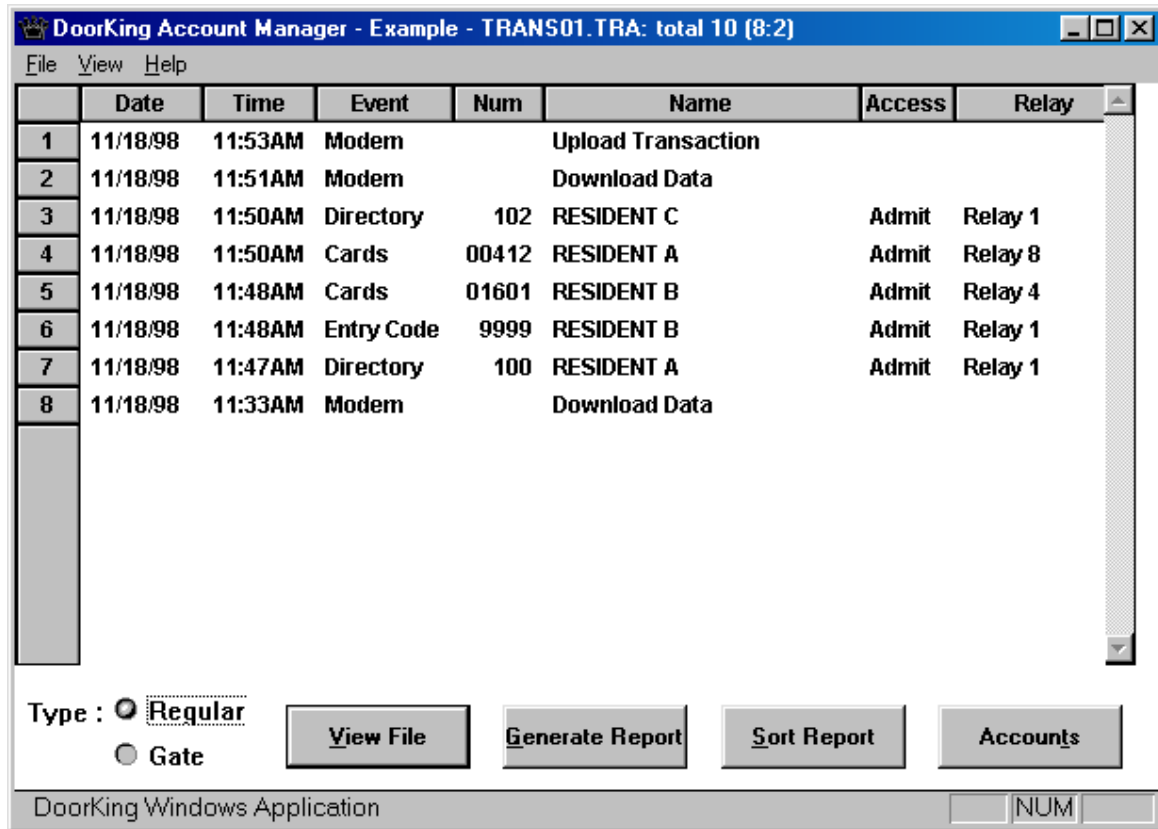 DoorKing Account Manager - Example - TRANS01.TRA: total 10 (8:2)
File View Help
Date Time Event Num Name Access Relay
1 11/18/98 11:53AM Modem Upload Transaction
2 11/18/98 11:51AM Modem Download Data
3 11/18/98 11:50AM Directory 102 RESIDENT C Admit Relay 1
4 11/18/98 11:50AM Cards 00412 RESIDENT A Admit Relay 8
5 11/18/98 11:48AM Cards 01601 RESIDENT B Admit Relay 4
6 11/18/98 11:48AM Entry Code 9999 RESIDENT B Admit Relay 1
7 11/18/98 11:47AM Directory 100 RESIDENT A Admit Relay 1
8 11/18/98 11:33AM Modem Download Data
Type : Regular
Gate
View File Generate Report Sort Report Accounts
DoorKing Windows Application NUM